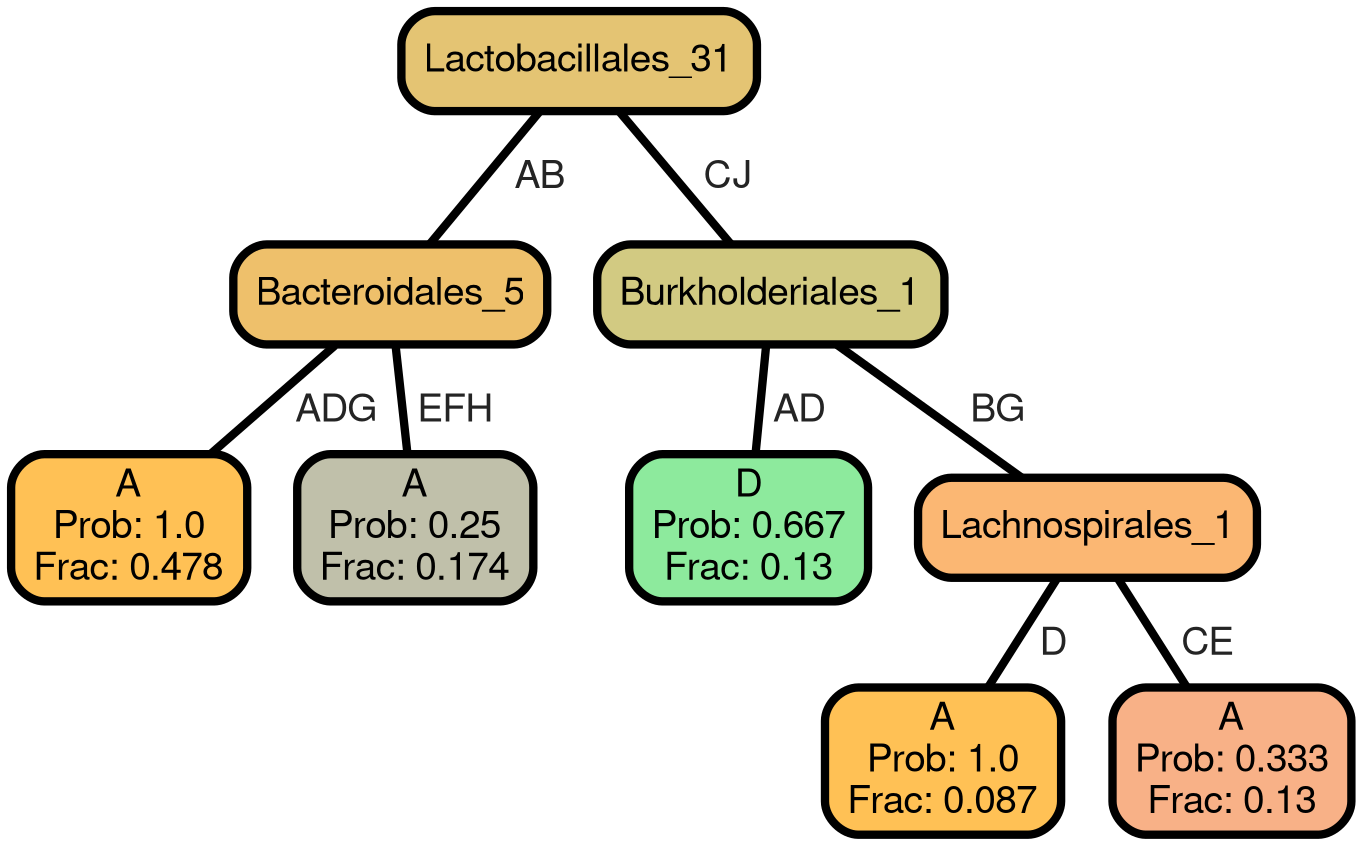 Lactobacillales_31
AB
CJ
Bacteroidales_5
Burkholderiales_1
ADG
EFH
AD
BG
A
Prob: 1.0
Frac: 0.478
A
Prob: 0.25
Frac: 0.174
D
Prob: 0.667
Frac: 0.13
Lachnospirales_1
D
CE
A
Prob: 1.0
Frac: 0.087
A
Prob: 0.333
Frac: 0.13